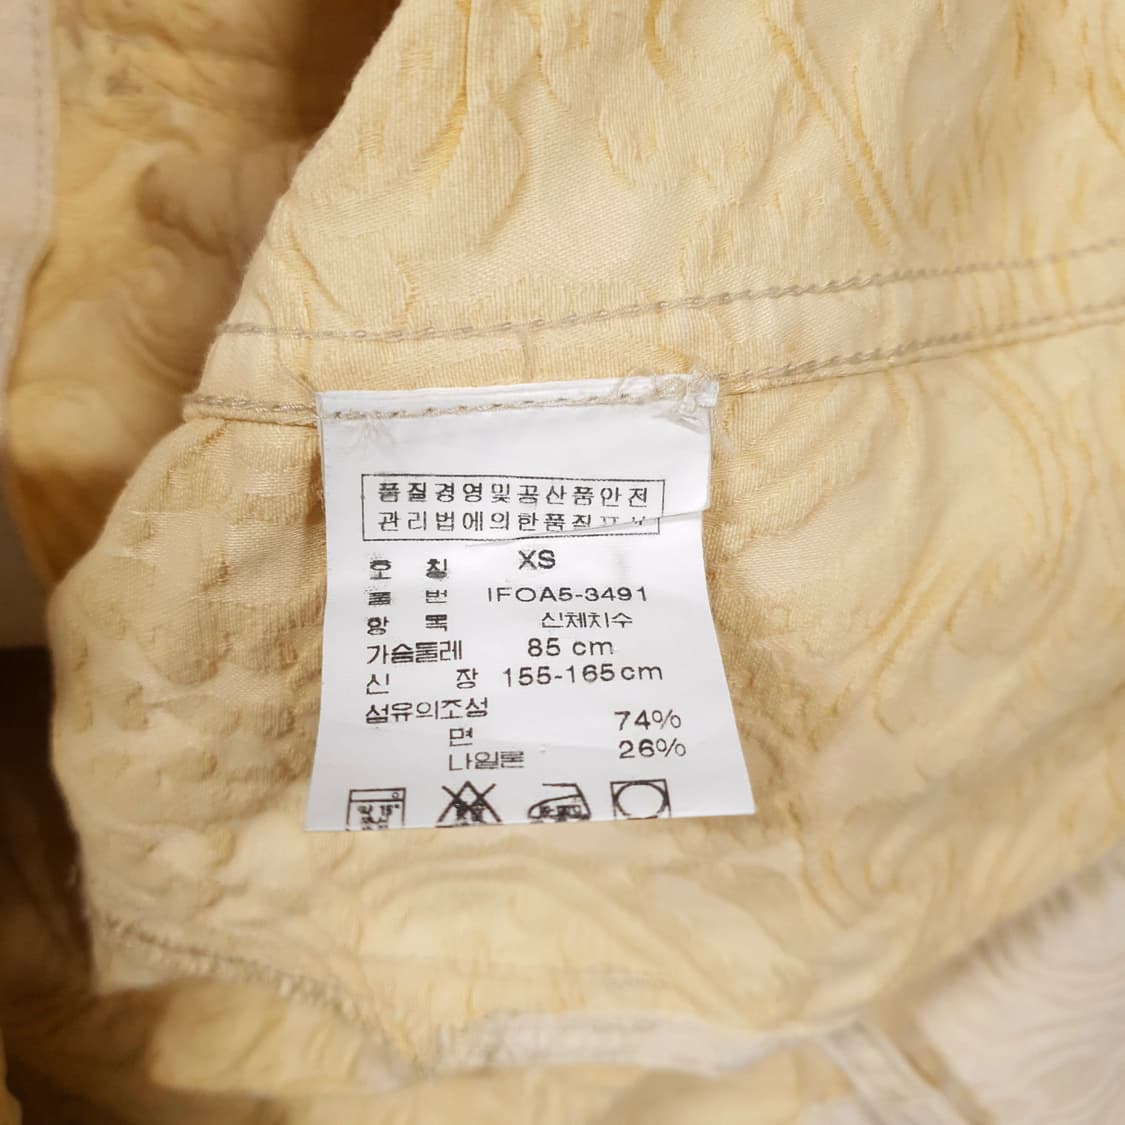 품질경영및공산품안전
관리법에의한품질표시
호 칭 XS
품 번 IFOA5-3491
항 목 신체치수
가슴둘레 85 cm
신 장 155-165cm
섬유의조성
면 74%
나일론 26%